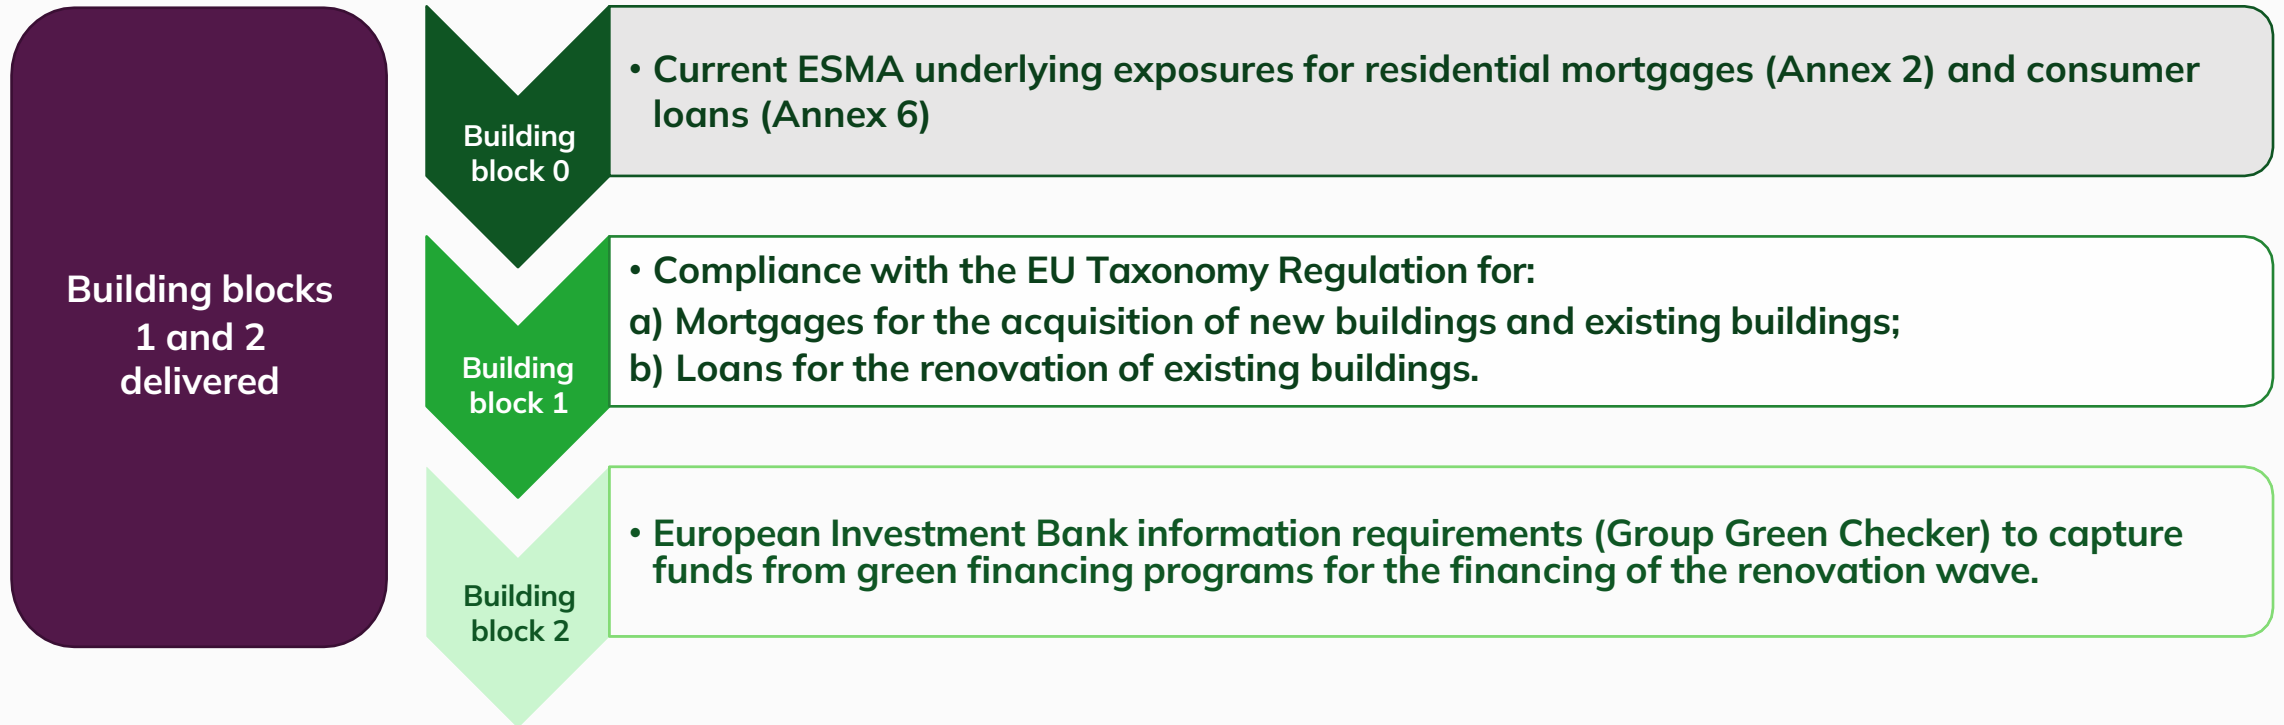 Building blocks
1 and 2
delivered
Building
block 0
• Current ESMA underlying exposures for residential mortgages (Annex 2) and consumer
loans (Annex 6)
Building
block 1
• Compliance with the EU Taxonomy Regulation for:
a) Mortgages for the acquisition of new buildings and existing buildings;
b) Loans for the renovation of existing buildings.
Building
block 2
• European Investment Bank information requirements (Group Green Checker) to capture
funds from green financing programs for the financing of the renovation wave.